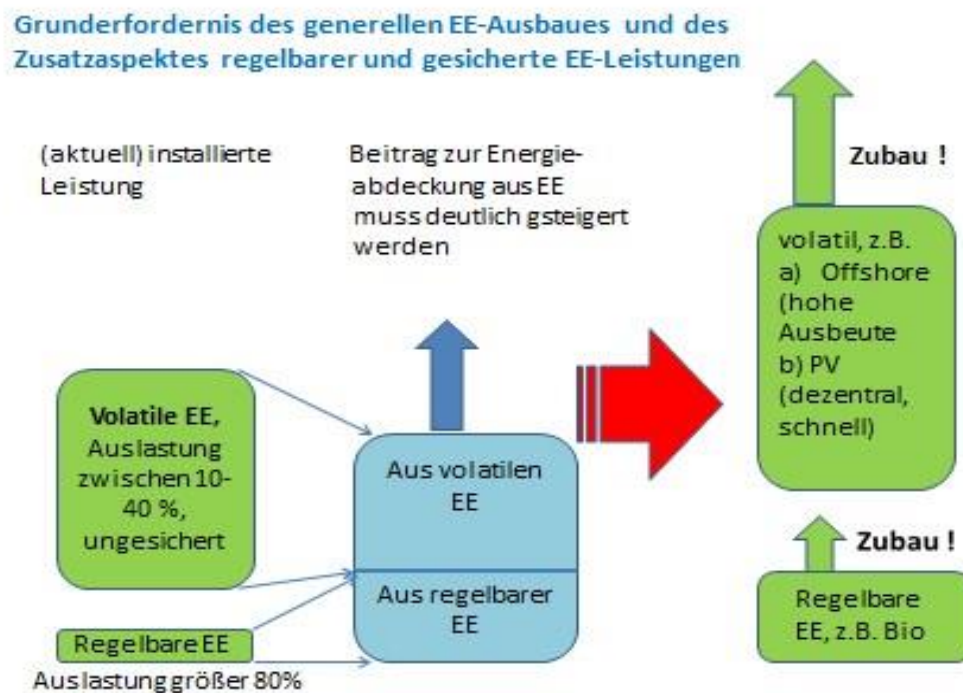 Grunderfordernis des generellen EE-Ausbaues und des
Zusatzaspektes regelbarer und gesicherte EE-Leistungen
(aktuell) installierte
Leistung
Beitrag zur Energie-
abdeckung aus EE
muss deutlich gsteigert
werden
Zubau !
volatil, z.B.
a) Offshore
(hohe
Ausbeute
b) PV
(dezentral,
schnell)
Volatile EE,
Auslastung
zwischen 10-
40 %,
ungesichert
Aus volatilen
EE
Zubau !
Aus regelbarer
EE
Regelbare
EE, z.B. Bio
Regelbare EE
Auslastung größer 80%